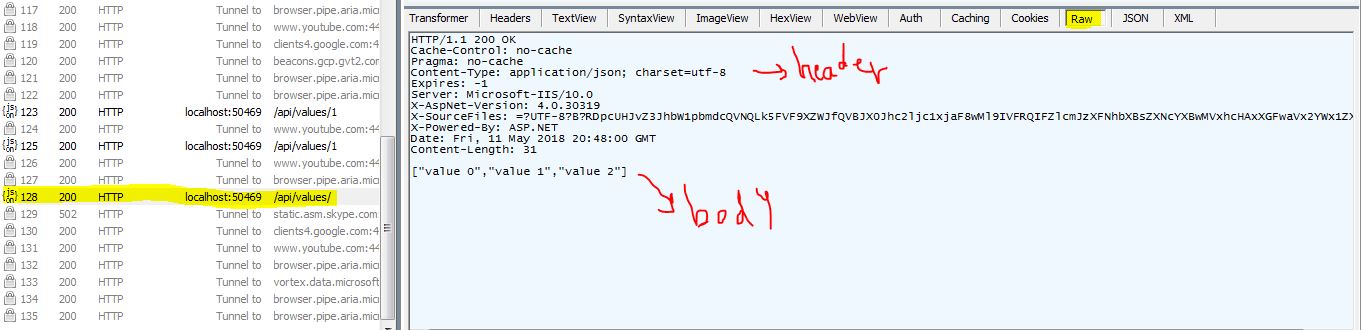 117 200 HTTP Tunnel to browser.pipe.aria.mic
118 200 HTTP Tunnel to www.youtube.com:44
119 200 HTTP Tunnel to clients4.google.com:4
120 200 HTTP Tunnel to beacons.gcp.gvt2.con
121 200 HTTP Tunnel to browser.pipe.aria.mic
122 200 HTTP Tunnel to browser.pipe.aria.mic
123 200 HTTP localhost:50469 /api/values/1
124 200 HTTP Tunnel to www.youtube.com:44
125 200 HTTP localhost:50469 /api/values/1
126 200 HTTP Tunnel to www.youtube.com:44
127 200 HTTP Tunnel to browser.pipe.aria.mic
128 200 HTTP localhost:50469 /api/values/
129 502 HTTP Tunnel to static.asm.skype.com
130 200 HTTP Tunnel to clients4.google.com:4
131 200 HTTP Tunnel to www.youtube.com:44
132 200 HTTP Tunnel to browser.pipe.aria.mic
133 200 HTTP Tunnel to vortex.data.microsoft
134 200 HTTP Tunnel to browser.pipe.aria.mic
135 200 HTTP Tunnel to browser.pipe.aria.mic
Transformer Headers TextView SyntaxView ImageView HexView WebView Auth Caching Cookies Raw JSON XML
HTTP/1.1 200 OK
Cache-Control: no-cache
Pragma: no-cache
Content-Type: application/json; charset=utf-8 → header
Expires: -1
Server: Microsoft-IIS/10.0
X-AspNet-Version: 4.0.30319
X-SourceFiles:
X-Powered-By: ASP.NET
Date: Fri, 11 May 2018 20:48:00 GMT
Content-Length: 31
["value 0","value 1","value 2"]
body